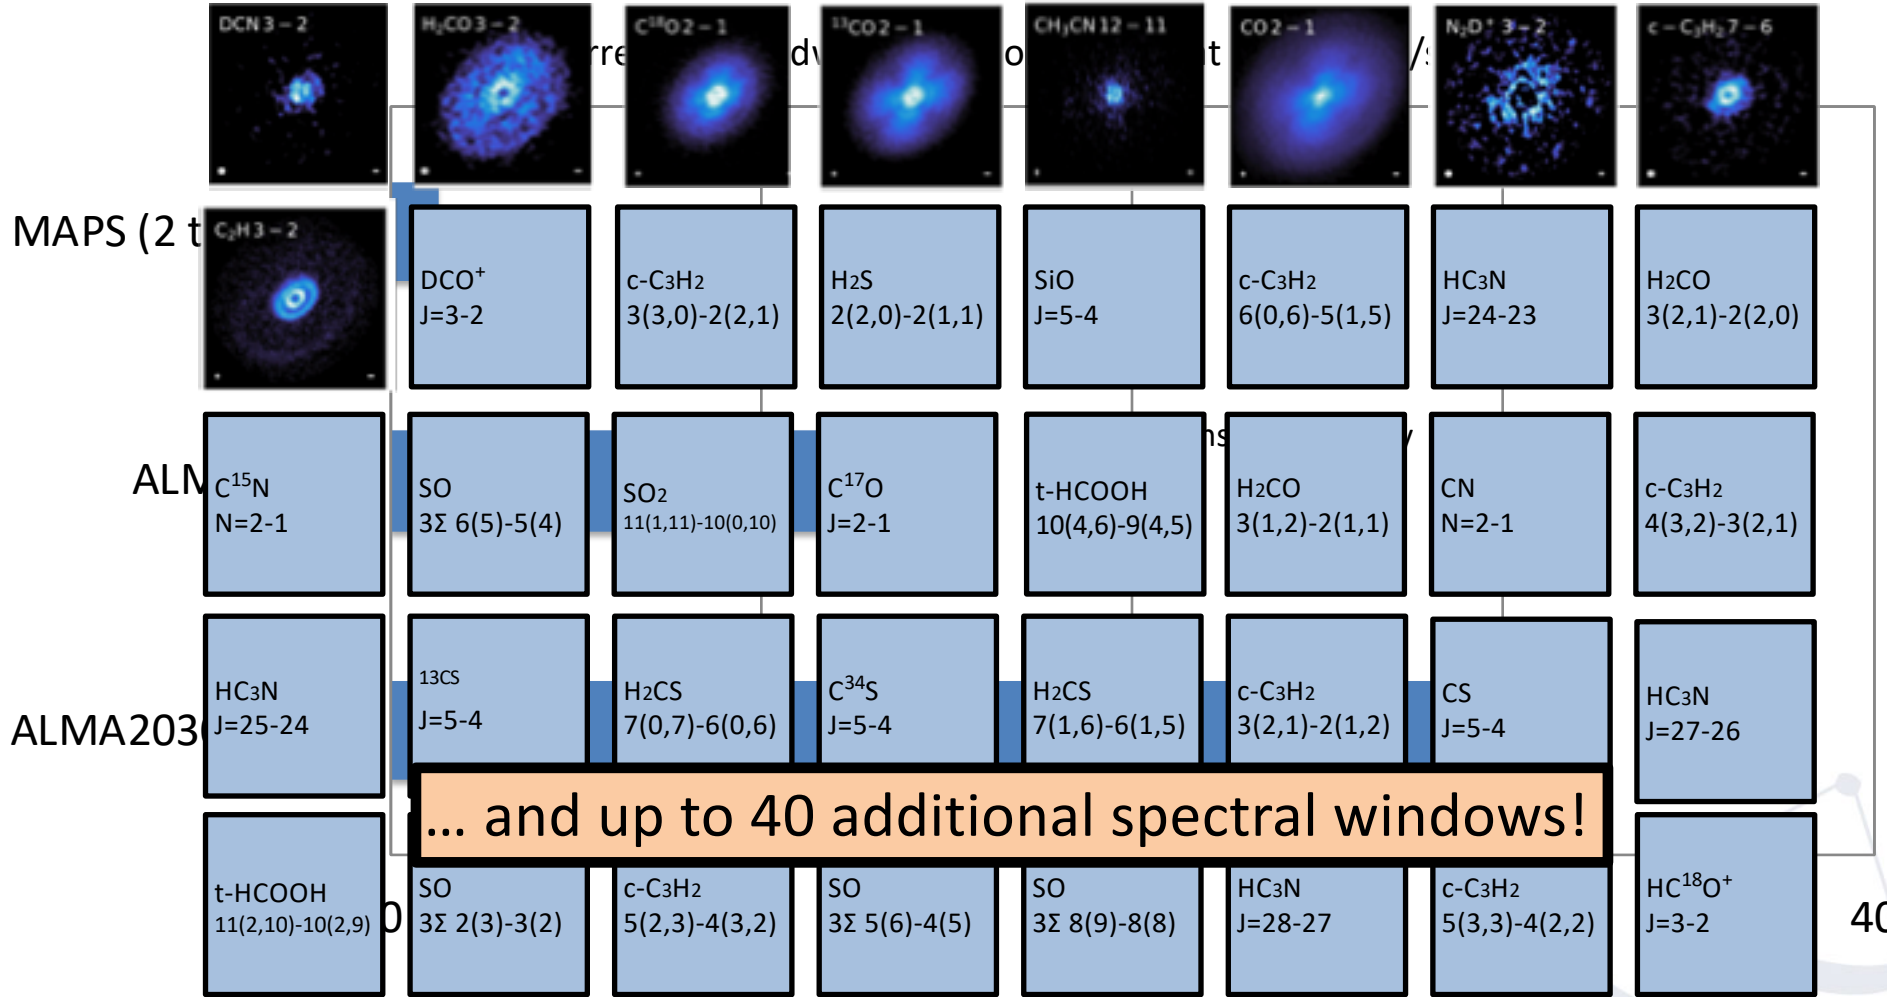 DCN 3 – 2
H₂CO 3 – 2
C¹⁸O 2 – 1
¹³CO 2 – 1
CH₃CN 12 – 11
CO 2 – 1
N₂D⁺ 3 – 2
c – C₃H₂ 7 – 6
MAPS (2
C₂H 3 – 2
DCO⁺
J=3-2
c-C3H2
3(3,0)-2(2,1)
H2S
2(2,0)-2(1,1)
SiO
J=5-4
c-C3H2
6(0,6)-5(1,5)
HC3N
J=24-23
H2CO
3(2,1)-2(2,0)
C¹⁵N
N=2-1
SO
3Σ 6(5)-5(4)
SO2
11(1,11)-10(0,10)
C¹⁷O
J=2-1
t-HCOOH
10(4,6)-9(4,5)
H2CO
3(1,2)-2(1,1)
CN
N=2-1
c-C3H2
4(3,2)-3(2,1)
HC3N
J=25-24
13CS
J=5-4
H2CS
7(0,7)-6(0,6)
C³⁴S
J=5-4
H2CS
7(1,6)-6(1,5)
c-C3H2
3(2,1)-2(1,2)
CS
J=5-4
HC3N
J=27-26
... and up to 40 additional spectral windows!
t-HCOOH
11(2,10)-10(2,9)
SO
3Σ 2(3)-3(2)
c-C3H2
5(2,3)-4(3,2)
SO
3Σ 5(6)-4(5)
SO
3Σ 8(9)-8(8)
HC3N
J=28-27
c-C3H2
5(3,3)-4(2,2)
HC¹⁸O⁺
J=3-2
0
40